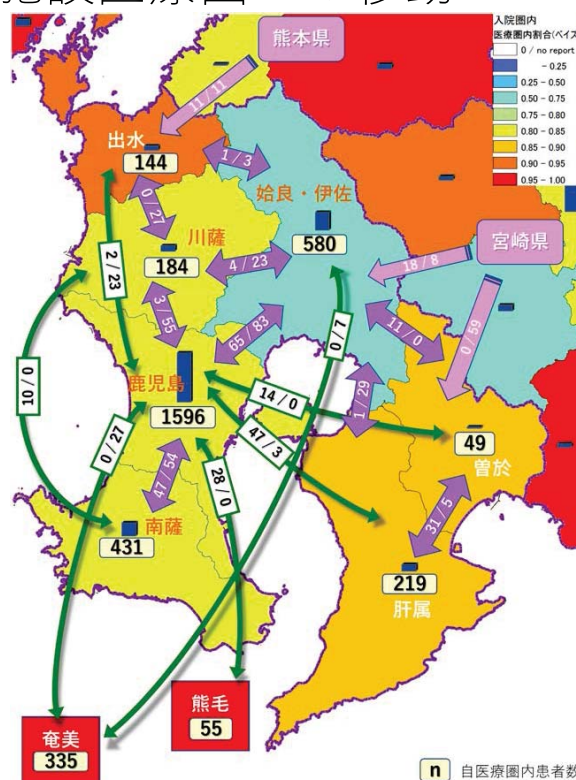 入院圏内
医療圏内割合(ベイズ
0 / no report
- 0.25
0.25 - 0.50
0.50 - 0.75
0.75 - 0.80
0.80 - 0.85
0.85 - 0.90
0.90 - 0.95
0.95 - 1.00
熊本県
11 / 11
出水
144
1 / 3
姶良・伊佐
580
0 / 27
川薩
184
4 / 23
宮崎県
18 / 8
2 / 23
3 / 55
65 / 83
11 / 0
0 / 59
0 / 7
10 / 0
鹿児島
1596
14 / 0
1 / 29
49
曽於
0 / 27
47 / 3
47 / 54
28 / 0
31 / 5
南薩
431
219
肝属
熊毛
55
奄美
335
n 自医療圏内患者数